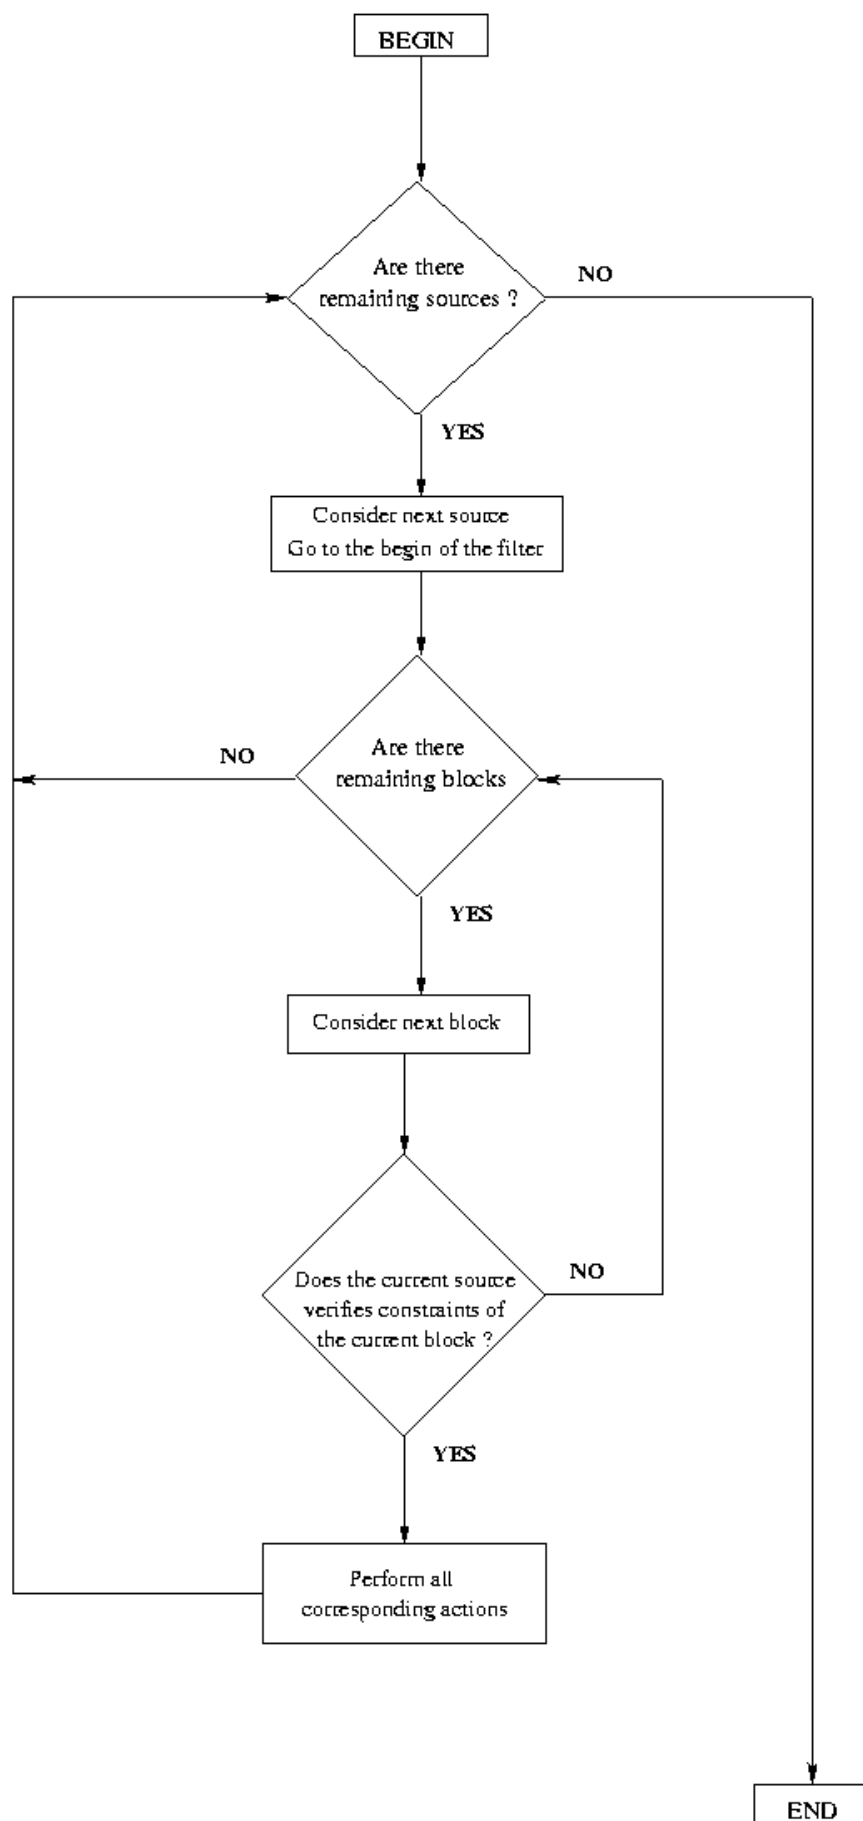 BEGIN
Are there
remaining sources ?
NO
YES
Consider next source
Go to the begin of the filter
Are there
remaining blocks
NO
YES
Consider next block
Does the current source
verifies constraints of
the current block ?
NO
YES
Perform all
corresponding actions
END